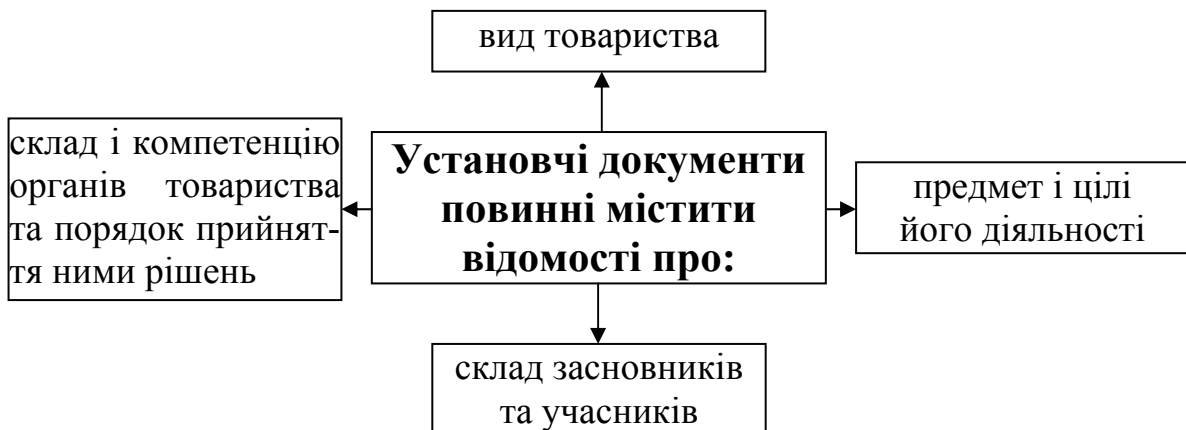 вид товариства
склад і компетенцію
органів товариства
та порядок прийнят-
тя ними рішень
Установчі документи
повинні містити
відомості про:
предмет і цілі
його діяльності
склад засновників
та учасників